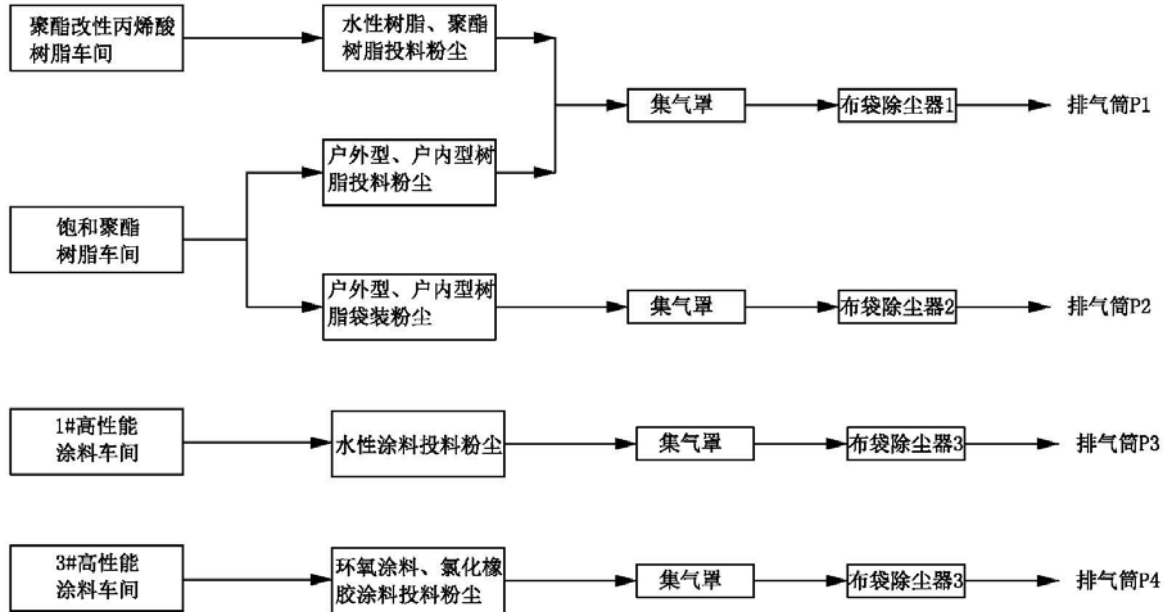 聚酯改性丙烯酸
树脂车间
水性树脂、聚酯
树脂投料粉尘
集气罩
布袋除尘器1
排气筒P1
户外型、户内型树
脂投料粉尘
饱和聚酯
树脂车间
户外型、户内型树
脂袋装粉尘
集气罩
布袋除尘器2
排气筒P2
1#高性能
涂料车间
水性涂料投料粉尘
集气罩
布袋除尘器3
排气筒P3
3#高性能
涂料车间
环氧涂料、氯化橡
胶涂料投料粉尘
集气罩
布袋除尘器3
排气筒P4